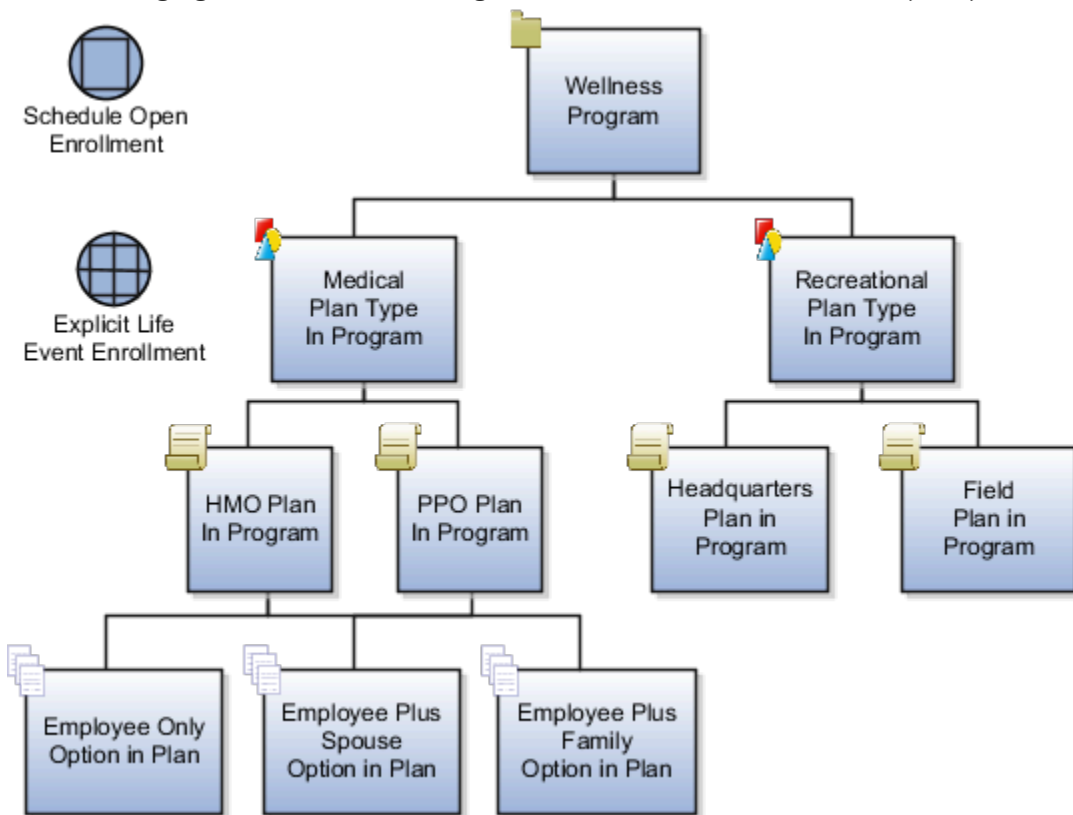 Schedule Open
Enrollment
Wellness
Program
Explicit Life
Event Enrollment
Medical
Plan Type
In Program
Recreational
Plan Type
In Program
HMO Plan
In Program
PPO Plan
In Program
Headquarters
Plan in
Program
Field
Plan in
Program
Employee Only
Option in Plan
Employee Plus
Spouse
Option in Plan
Employee Plus
Family
Option in Plan